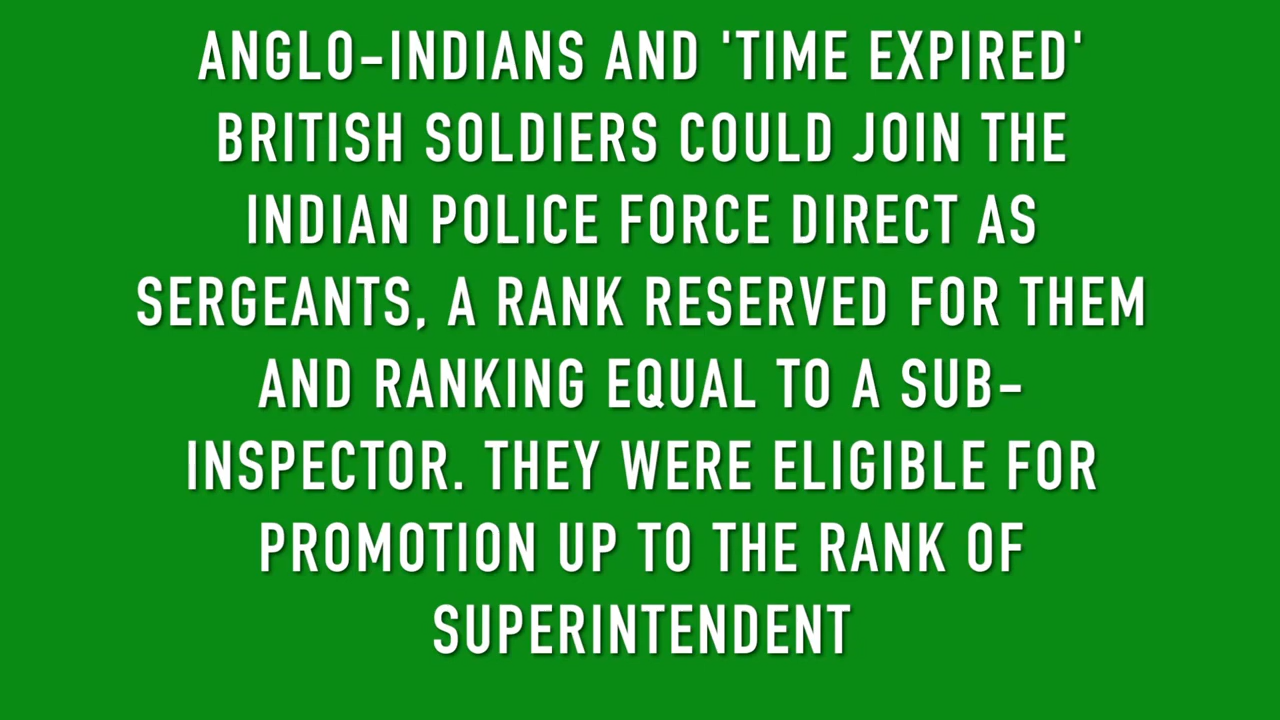 ANGLO-INDIANS AND 'TIME EXPIRED'
BRITISH SOLDIERS COULD JOIN THE
INDIAN POLICE FORCE DIRECT AS
SERGEANTS, A RANK RESERVED FOR THEM
AND RANKING EQUAL TO A SUB-
INSPECTOR. THEY WERE ELIGIBLE FOR
PROMOTION UP TO THE RANK OF
SUPERINTENDENT